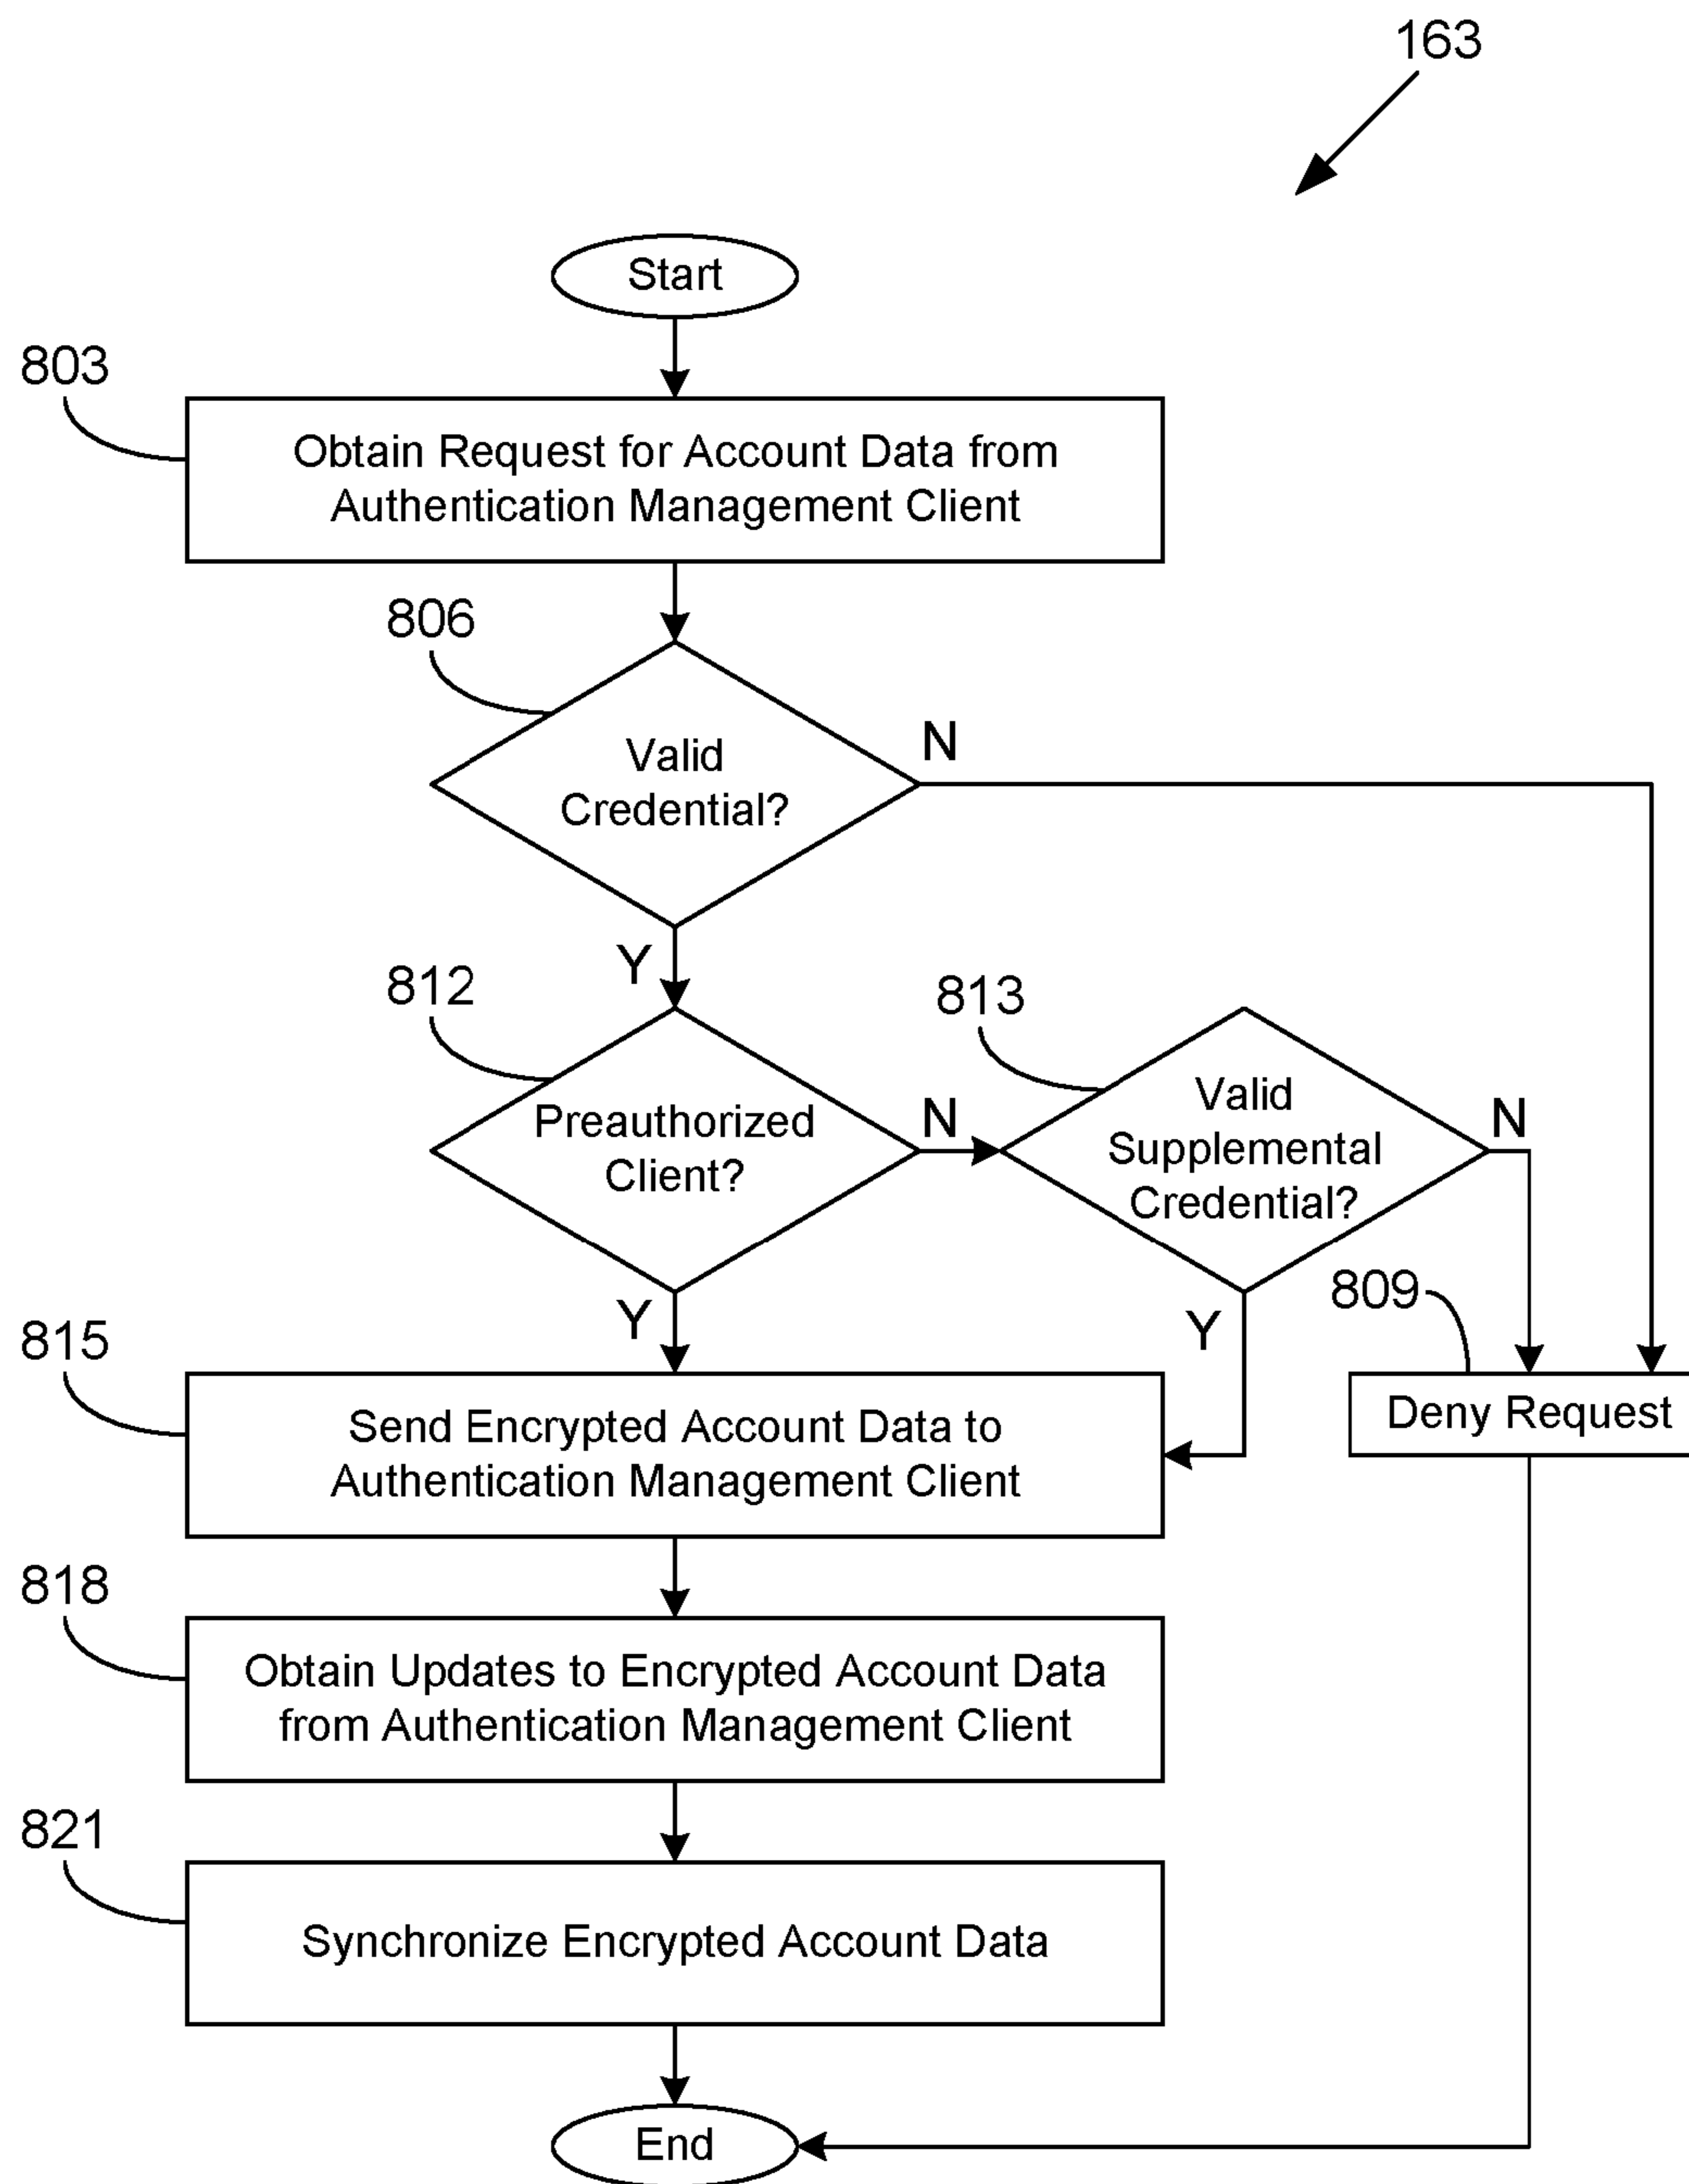 163
Start
803
Obtain Request for Account Data from
Authentication Management Client
806
Valid
Credential?
N
Y
812
Preauthorized
Client?
N
813
Valid
Supplemental
Credential?
N
Y
Y
809
Deny Request
815
Send Encrypted Account Data to
Authentication Management Client
818
Obtain Updates to Encrypted Account Data
from Authentication Management Client
821
Synchronize Encrypted Account Data
End